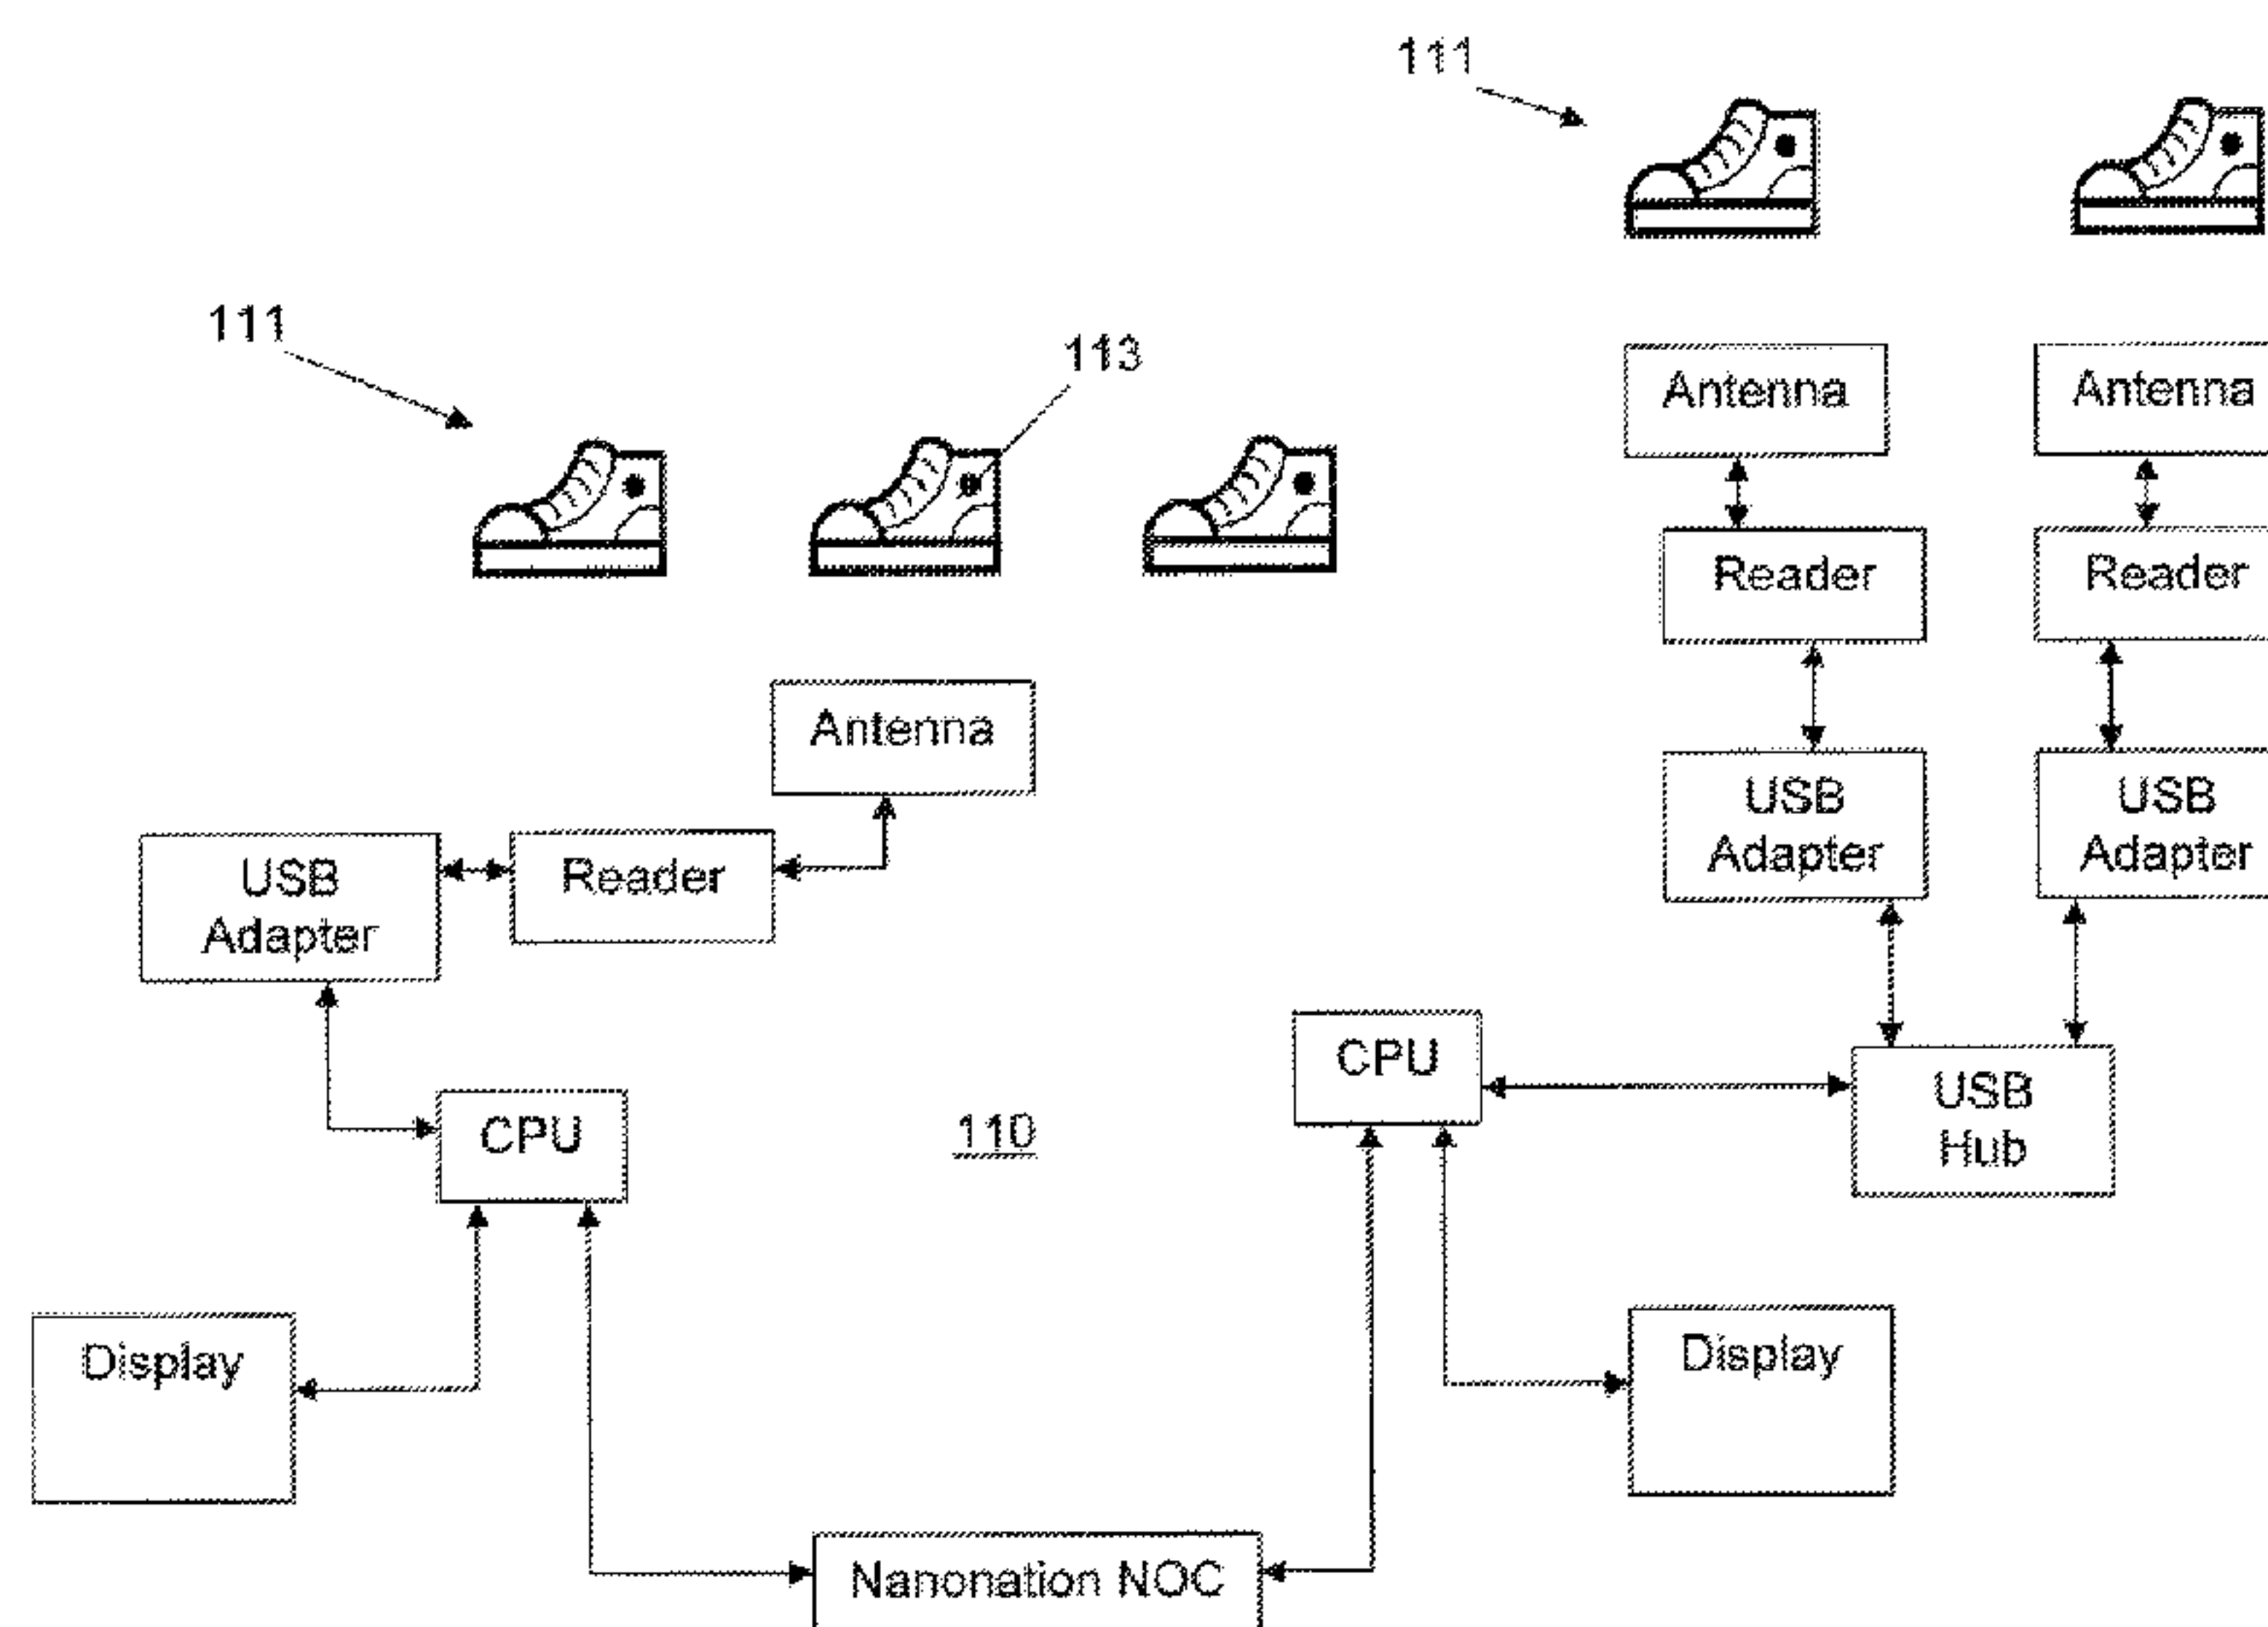 111
111
113
Antenna
Antenna
Reader
Reader
Antenna
USB
Adapter
USB
Adapter
USB
Adapter
Reader
CPU
USB
Hub
CPU
110
Display
Display
Nanonation NOC